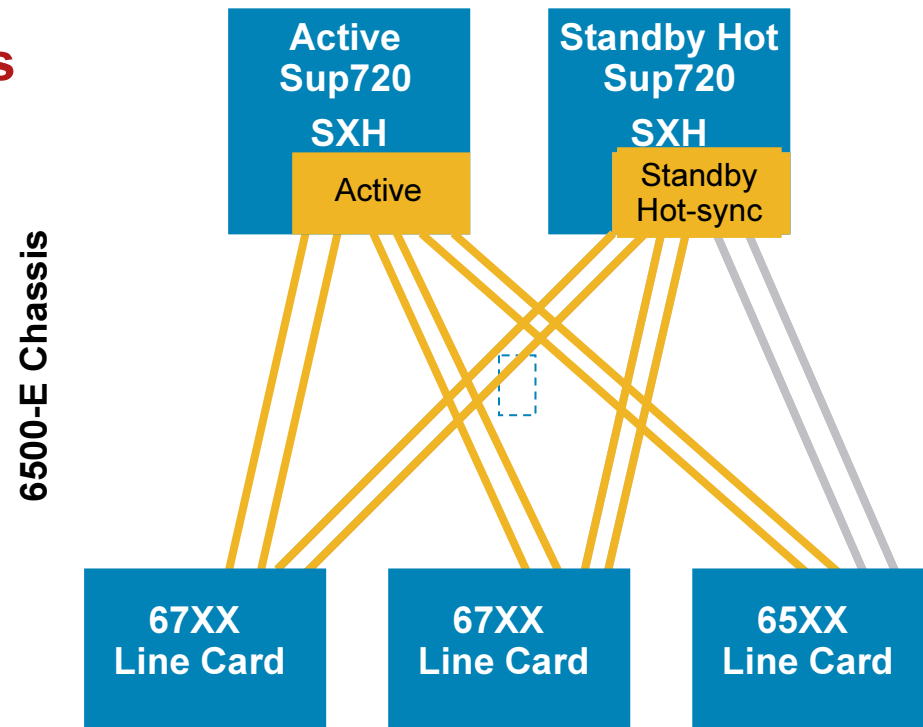 s
Active
Sup720
SXH
Active
Standby Hot
Sup720
SXH
Standby
Hot-sync
6500-E Chassis
67XX
Line Card
67XX
Line Card
65XX
Line Card